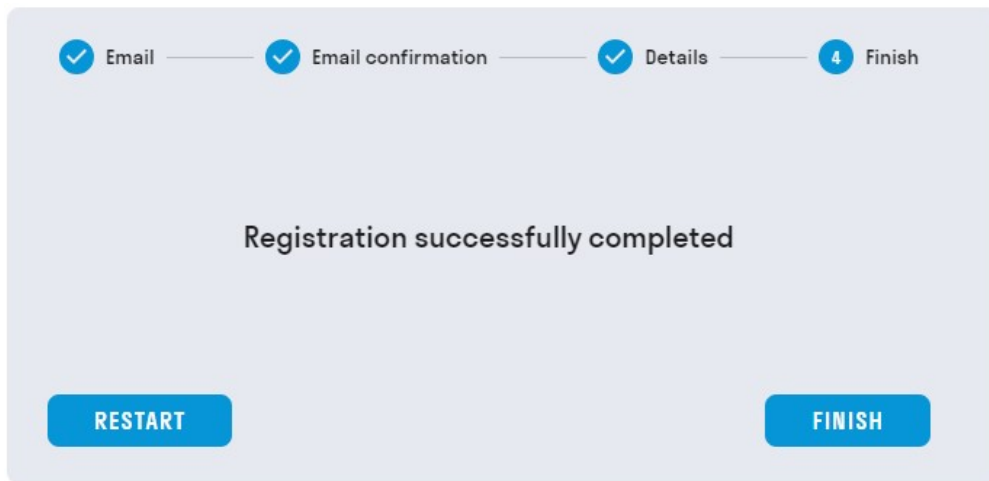 Email Email confirmation Details 4 Finish
Registration successfully completed
RESTART FINISH